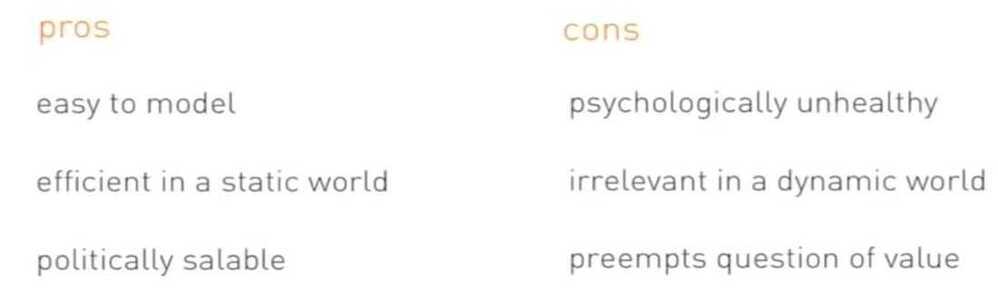 pros
cons
easy to model
psychologically unhealthy
efficient in a static world
irrelevant in a dynamic world
politically salable
preempts question of value